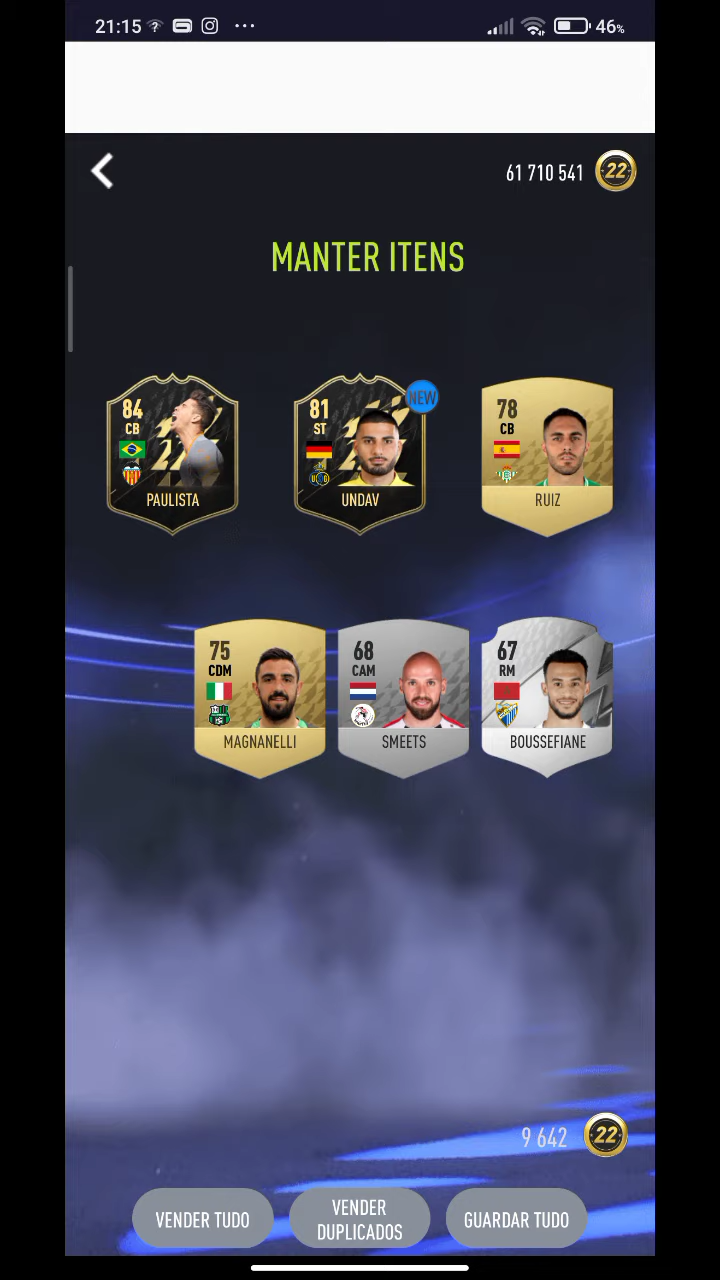 21:15
46%
61 710 541 22
MANTER ITENS
84
CB
PAULISTA
81
ST
NEW
UNDAV
78
CB
RUIZ
75
CDM
MAGNANELLI
68
CAM
SMEETS
67
RM
BOUSSEFIANE
9 642 22
VENDER TUDO
VENDER
DUPLICADOS
GUARDAR TUDO